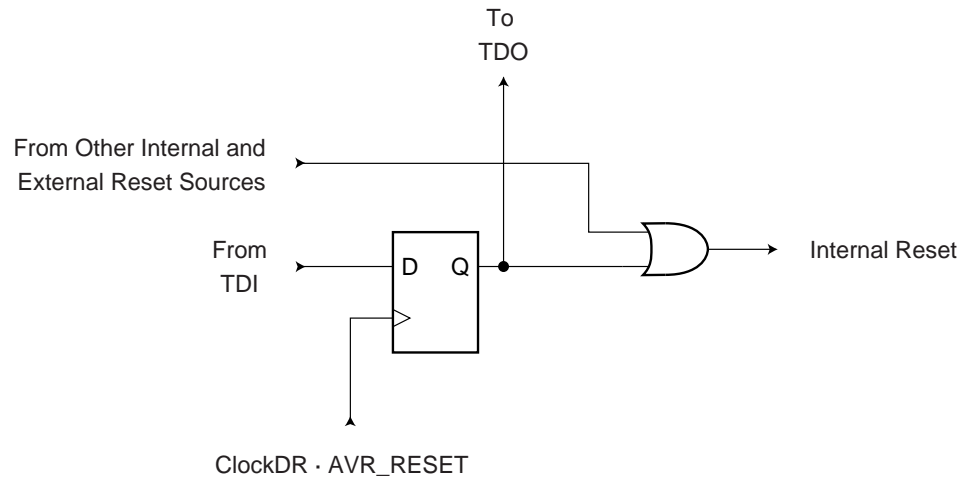 To
TDO
From Other Internal and
External Reset Sources
From
TDI
D Q
Internal Reset
ClockDR · AVR_RESET